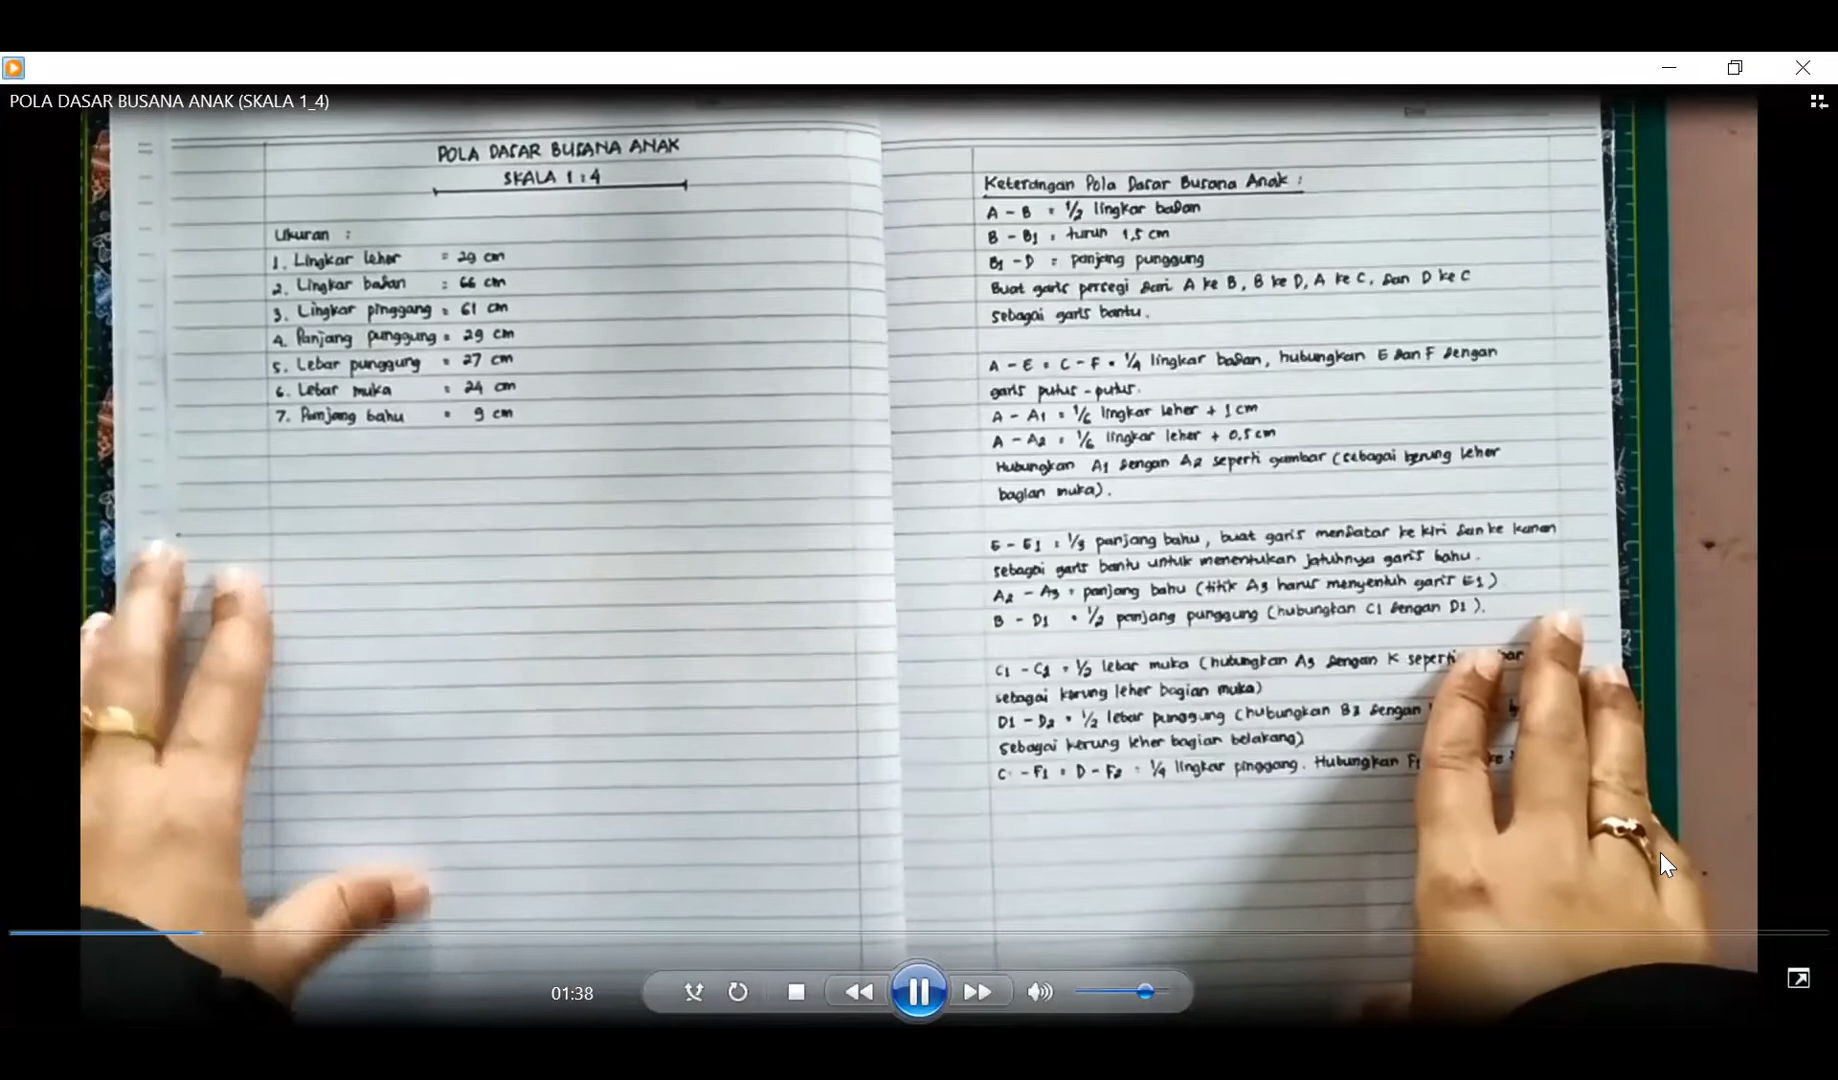 POLA DASAR BUSANA ANAK (SKALA 1_4)
POLA DASAR BUSANA ANAK
SKALA 1 : 4
Ukuran :
1. Lingkar leher = 29 cm
2. Lingkar badan = 66 cm
3. Lingkar pinggang = 61 cm
4. Panjang punggung = 29 cm
5. Lebar punggung = 27 cm
6. Lebar muka = 24 cm
7. Panjang bahu = 9 cm
Keterangan Pola Dasar Busana Anak :
A - B = 1/2 lingkar badan
B - B1 = turun 1,5 cm
B1 - D = panjang punggung
Buat garis persegi dari A ke B, B ke D, A ke C, dan D ke C
sebagai garis bantu.
A - E = C - F = 1/4 lingkar badan, hubungkan E dan F dengan
garis putus - putus.
A - A1 = 1/6 lingkar leher + 1 cm
A - A2 = 1/6 lingkar leher + 0,5 cm
Hubungkan A1 dengan A2 seperti gambar (sebagai kerung leher
bagian muka).
E - E1 = 1/3 panjang bahu, buat garis mendatar ke kiri dan ke kanan
sebagai garis bantu untuk menentukan jatuhnya garis bahu.
A2 - A3 = panjang bahu (titik A3 harus menyentuh garis E1)
B - D1 = 1/2 panjang punggung (hubungkan C1 dengan D1).
C1 - C2 = 1/2 lebar muka (hubungkan A3 dengan K seperti
sebagai kerung leher bagian muka)
D1 - D2 = 1/2 lebar punggung (hubungkan B3 dengan
sebagai kerung leher bagian belakang)
C - F1 = D - F2 = 1/4 lingkar pinggang. Hubungkan F1
01:38